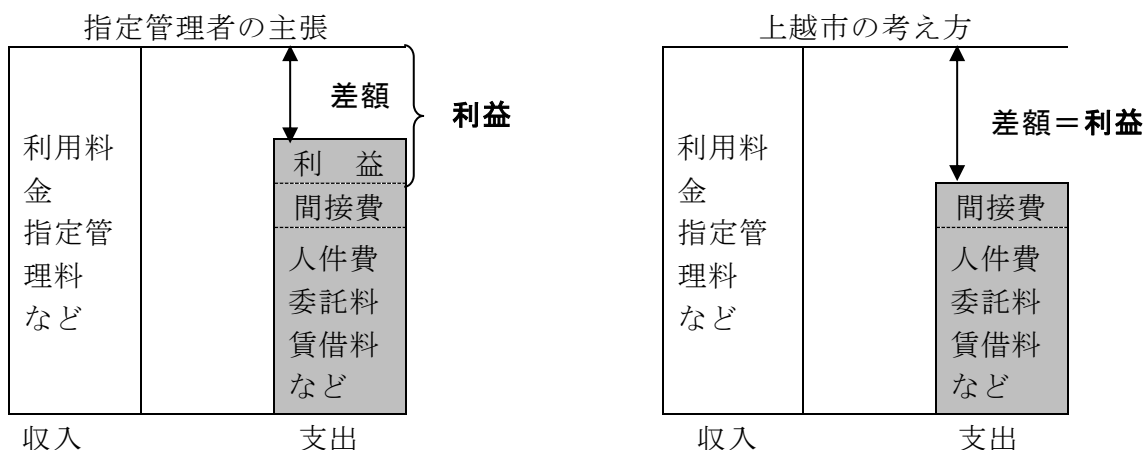 指定管理者の主張
利用料
金
指定管
理料
など
差額
利益
利　益
間接費
人件費
委託料
賃借料
など
収入
支出
上越市の考え方
利用料
金
指定管
理料
など
差額＝利益
間接費
人件費
委託料
賃借料
など
収入
支出